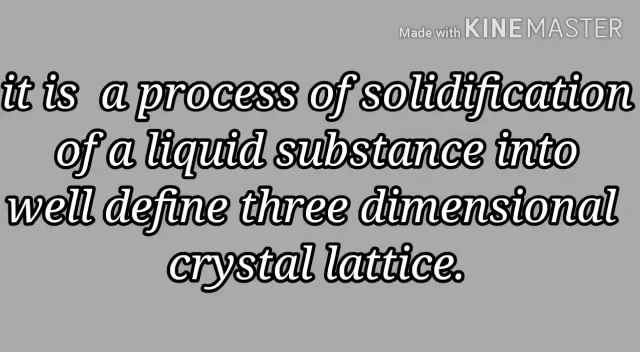 Made with KINEMASTER
it is a process of solidification
of a liquid substance into
well define three dimensional
crystal lattice.